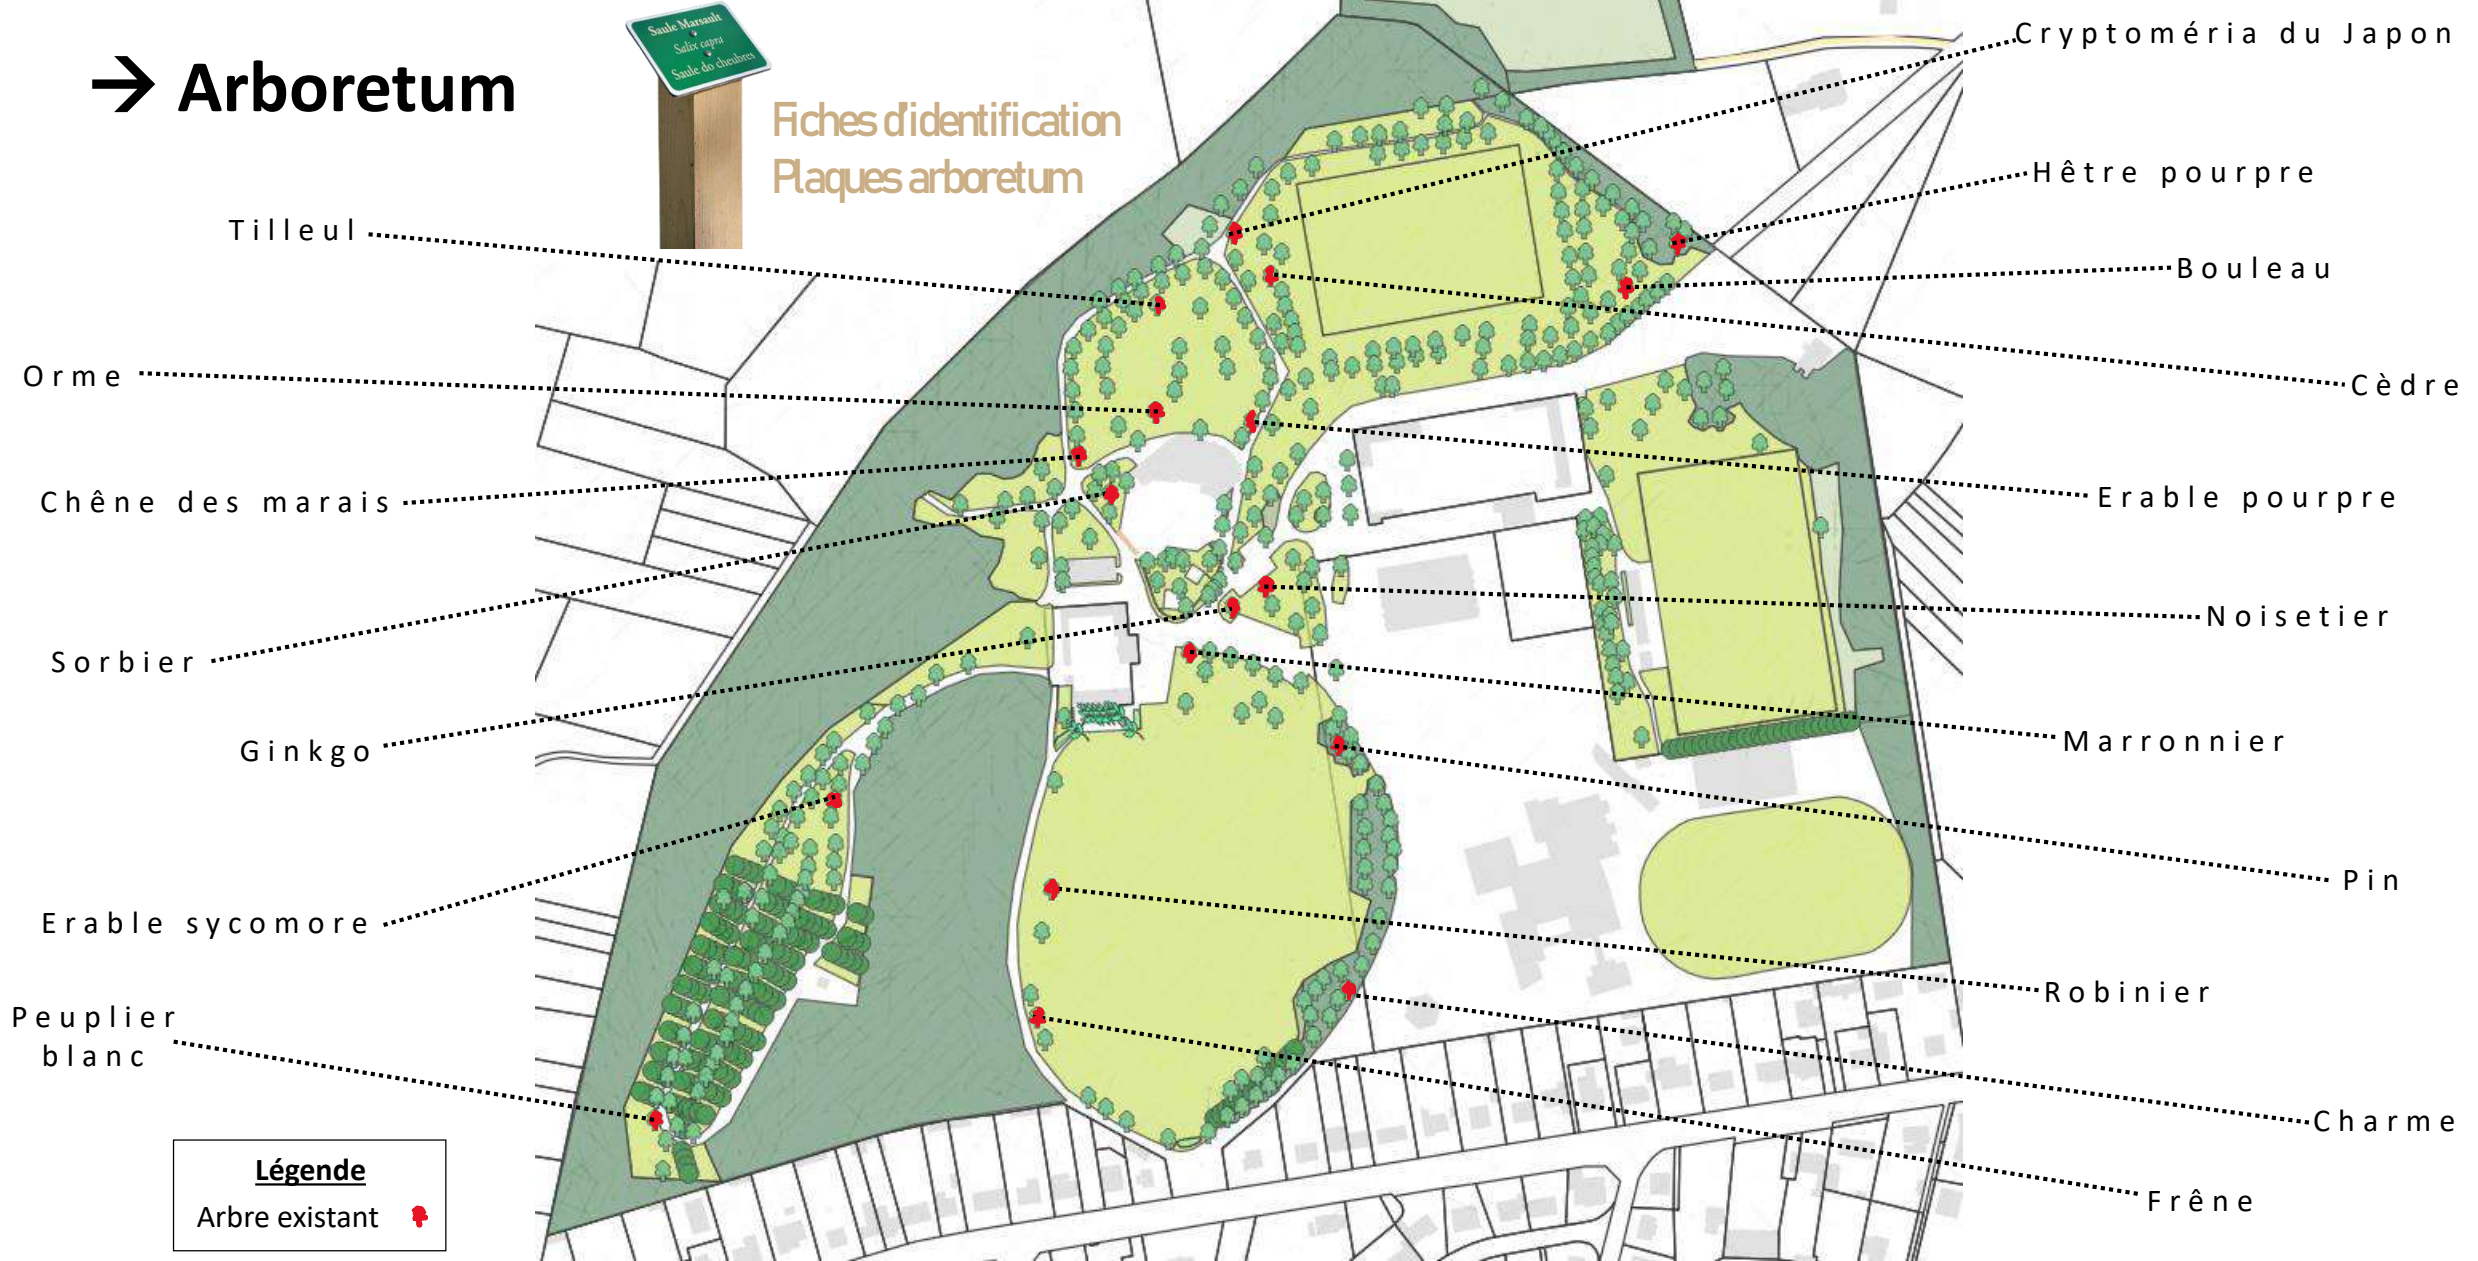 → Arboretum
Saule Marsault
Salix capra
Saule do cheubres
Fiches d'identification
Plaques arboretum
Cryptoméria du Japon
Hêtre pourpre
Tilleul
Bouleau
Orme
Cèdre
Chêne des marais
Erable pourpre
Noisetier
Sorbier
Ginkgo
Marronnier
Pin
Erable sycomore
Robinier
Peuplier
blanc
Charme
Frêne
Légende
Arbre existant